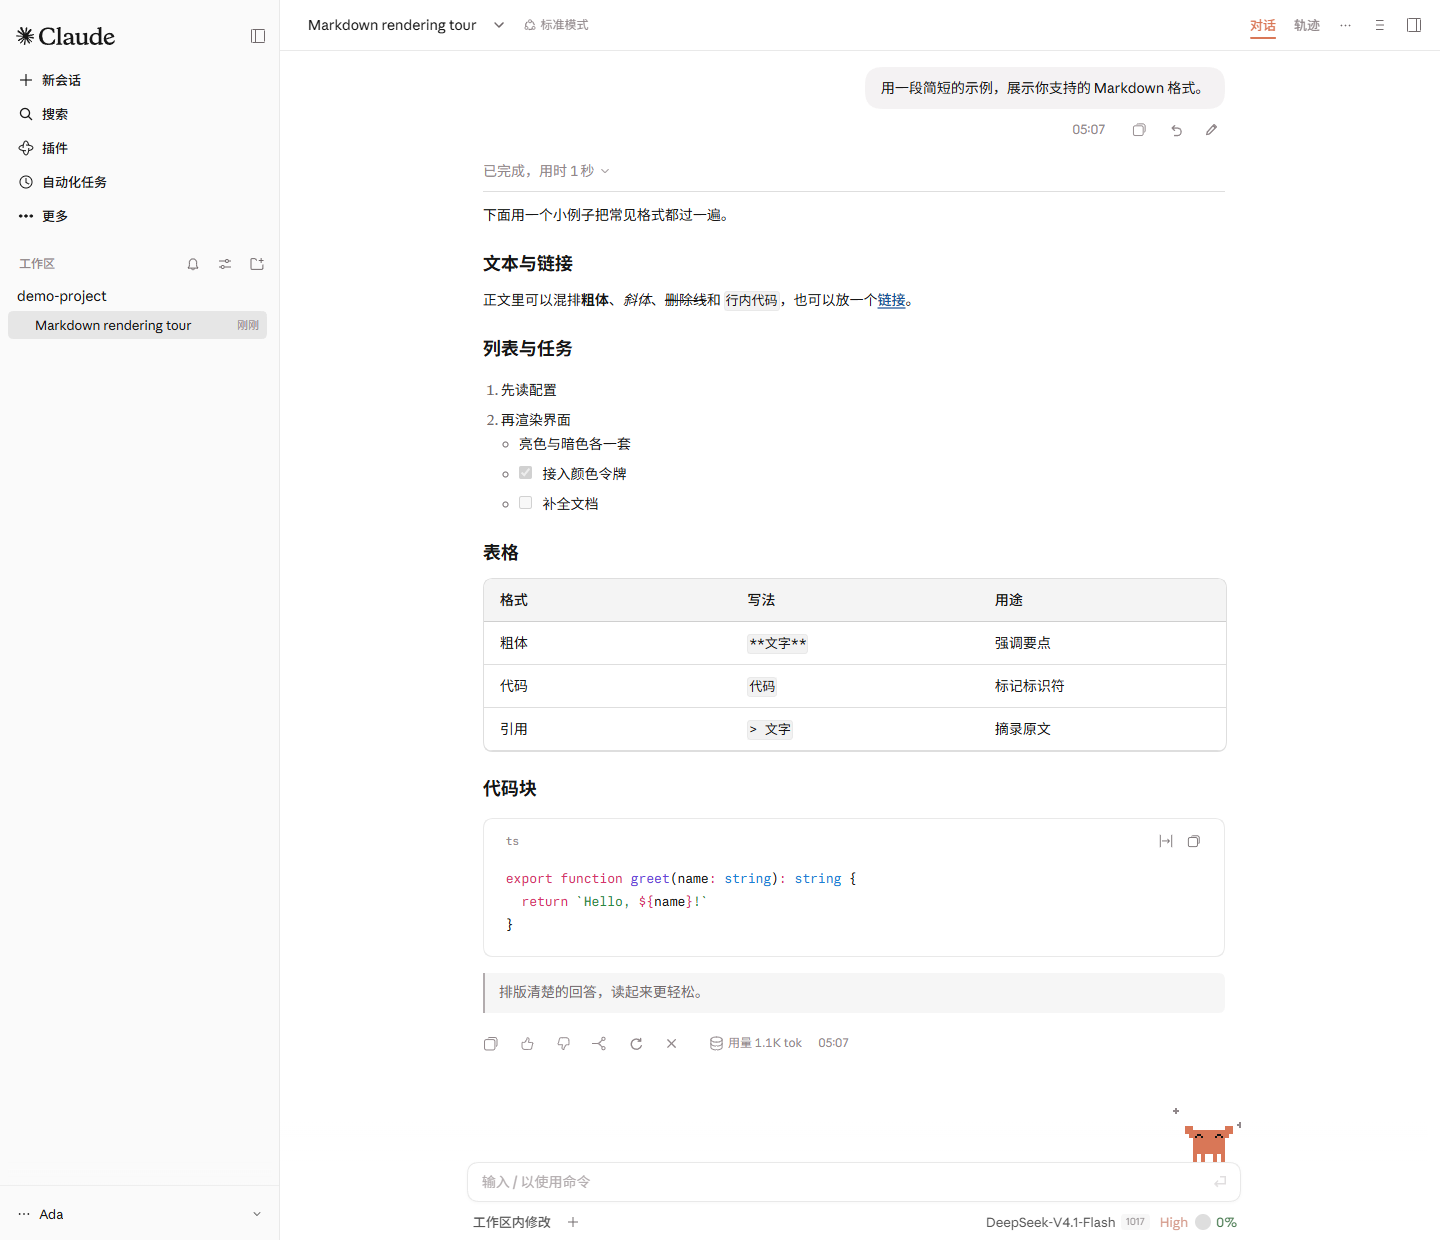 Claude
新会话
搜索
插件
自动化任务
更多
工作区
demo-project
Markdown rendering tour 刚刚
Ada
Markdown rendering tour 标准模式 对话 轨迹
用一段简短的示例，展示你支持的 Markdown 格式。
05:07
已完成，用时 1 秒
下面用一个小例子把常见格式都过一遍。
文本与链接
正文里可以混排粗体、斜体、删除线和 行内代码，也可以放一个链接。
列表与任务
1. 先读配置
2. 再渲染界面
亮色与暗色各一套
接入颜色令牌
补全文档
表格
格式 写法 用途
粗体 **文字** 强调要点
代码 代码 标记标识符
引用 > 文字 摘录原文
代码块
ts
export function greet(name: string): string {
return `Hello, ${name}!`
}
排版清楚的回答，读起来更轻松。
用量 1.1K tok 05:07
输入 / 以使用命令
工作区内修改 DeepSeek-V4.1-Flash 1017 High 0%